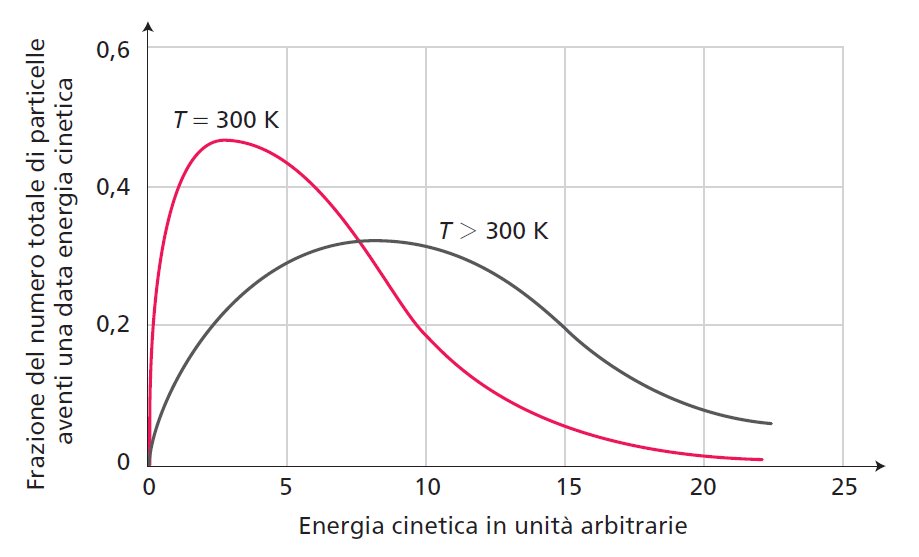 Frazione del numero totale di particelle
aventi una data energia cinetica
0,6
0,4
0,2
0
T = 300 K
T > 300 K
0 5 10 15 20 25
Energia cinetica in unità arbitrarie